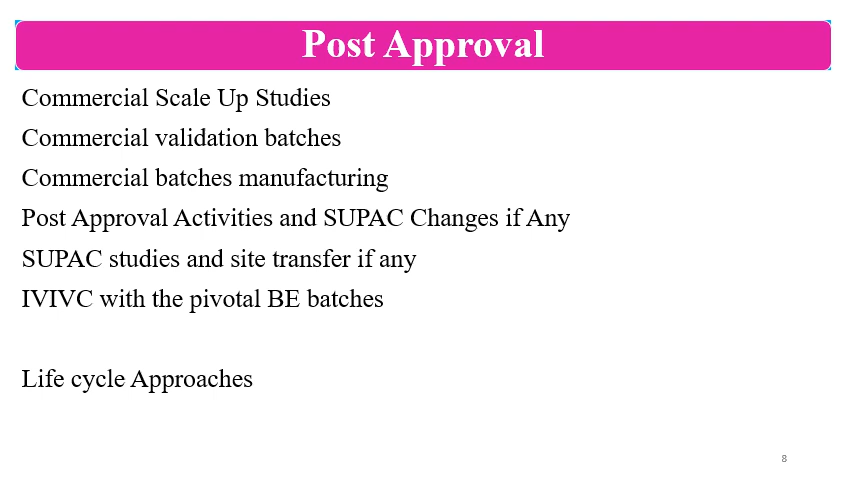 Post Approval
Commercial Scale Up Studies
Commercial validation batches
Commercial batches manufacturing
Post Approval Activities and SUPAC Changes if Any
SUPAC studies and site transfer if any
IVIVC with the pivotal BE batches
Life cycle Approaches
8